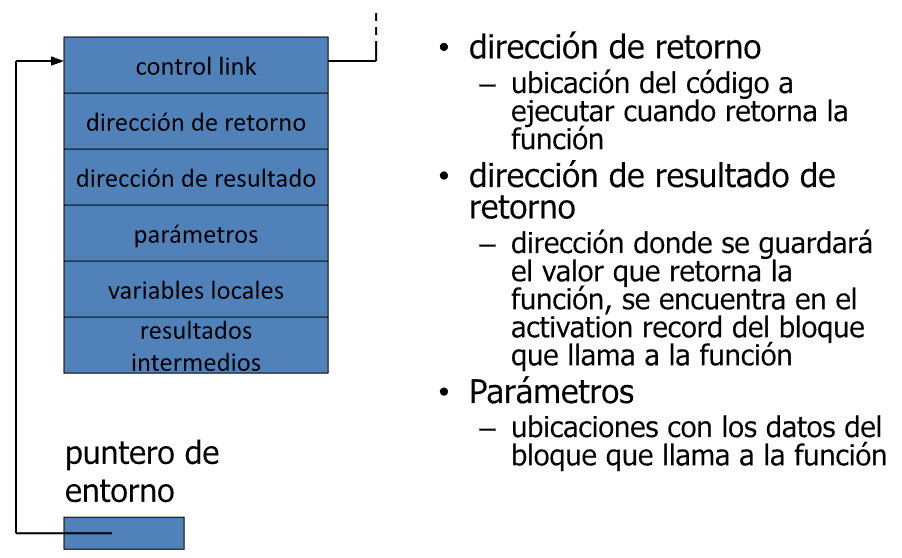 control link
dirección de retorno
dirección de resultado
parámetros
variables locales
resultados
intermedios
puntero de
entorno
• dirección de retorno
– ubicación del código a
ejecutar cuando retorna la
función
• dirección de resultado de
retorno
– dirección donde se guardará
el valor que retorna la
función, se encuentra en el
activation record del bloque
que llama a la función
• Parámetros
– ubicaciones con los datos del
bloque que llama a la función